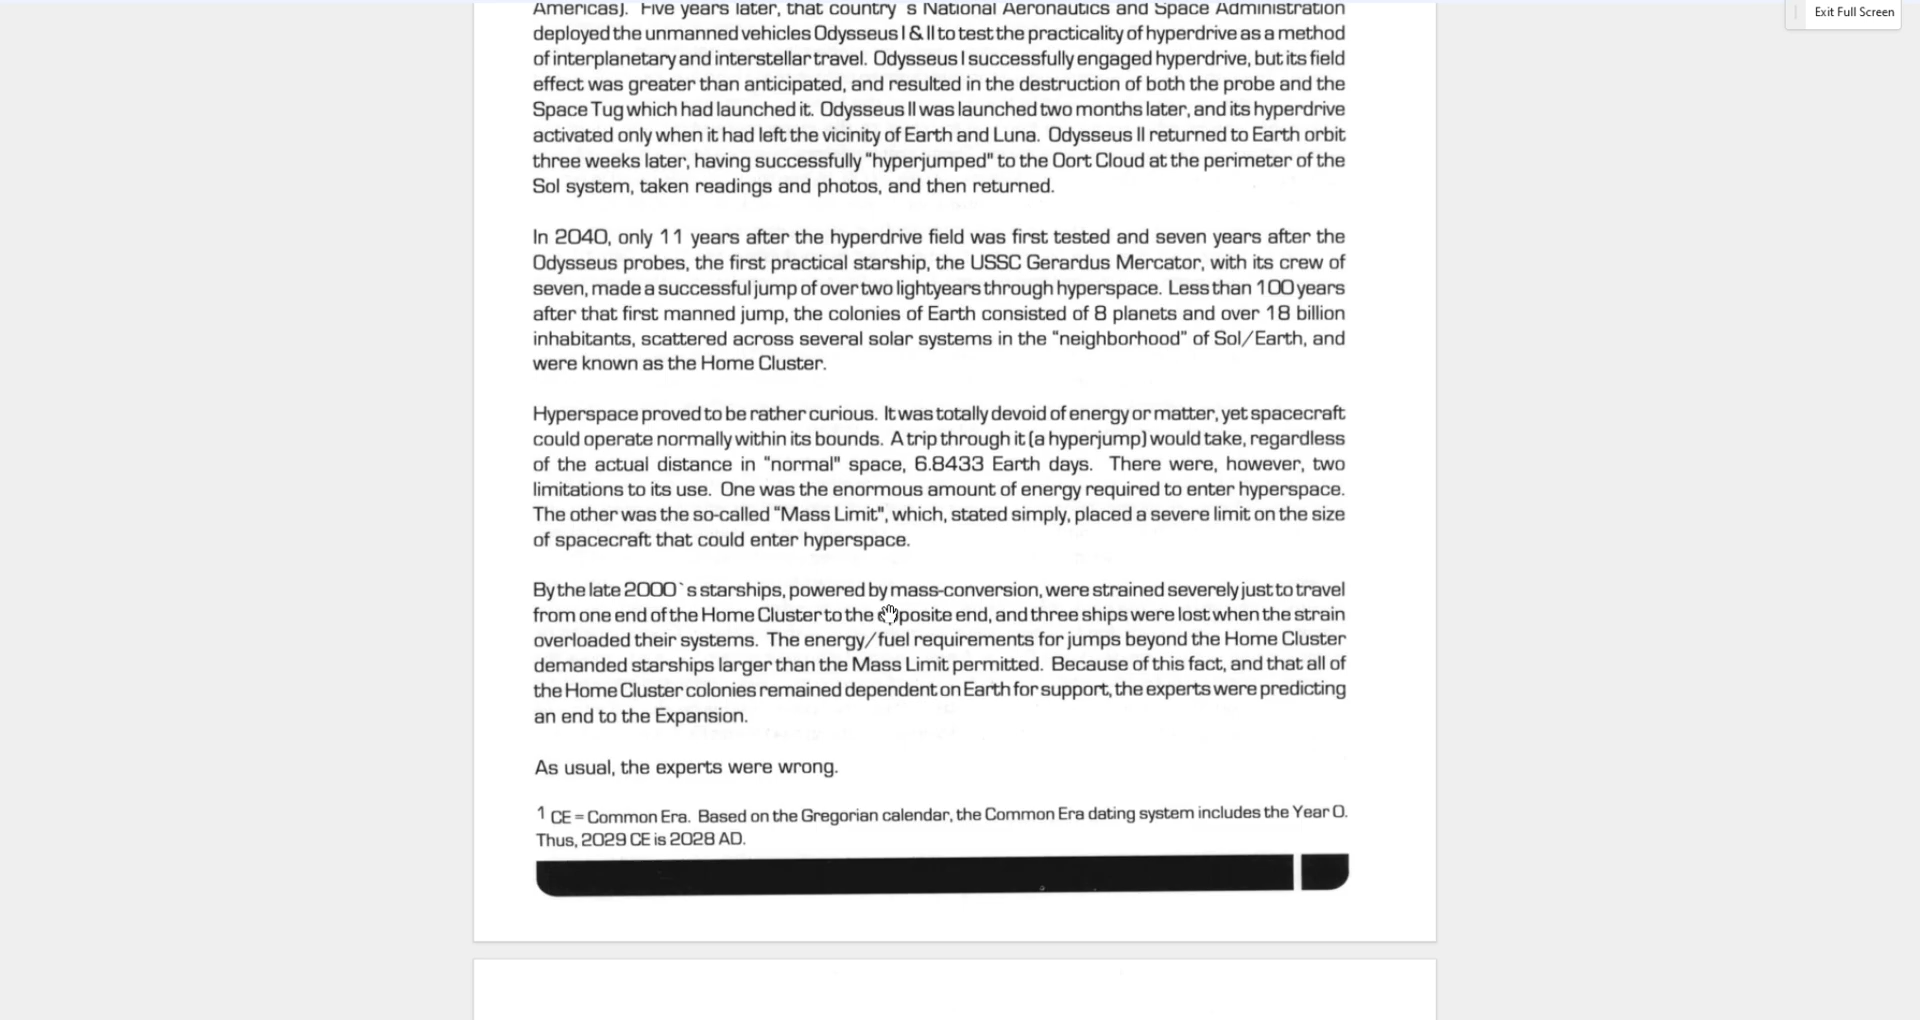 Exit Full Screen
Americas). Five years later, that country`s National Aeronautics and Space Administration
deployed the unmanned vehicles Odysseus I & II to test the practicality of hyperdrive as a method
of interplanetary and interstellar travel. Odysseus I successfully engaged hyperdrive, but its field
effect was greater than anticipated, and resulted in the destruction of both the probe and the
Space Tug which had launched it. Odysseus II was launched two months later, and its hyperdrive
activated only when it had left the vicinity of Earth and Luna. Odysseus II returned to Earth orbit
three weeks later, having successfully "hyperjumped" to the Oort Cloud at the perimeter of the
Sol system, taken readings and photos, and then returned.
In 2040, only 11 years after the hyperdrive field was first tested and seven years after the
Odysseus probes, the first practical starship, the USSC Gerardus Mercator, with its crew of
seven, made a successful jump of over two lightyears through hyperspace. Less than 100 years
after that first manned jump, the colonies of Earth consisted of 8 planets and over 18 billion
inhabitants, scattered across several solar systems in the "neighborhood" of Sol/Earth, and
were known as the Home Cluster.
Hyperspace proved to be rather curious. It was totally devoid of energy or matter, yet spacecraft
could operate normally within its bounds. A trip through it (a hyperjump) would take, regardless
of the actual distance in "normal" space, 6.8433 Earth days. There were, however, two
limitations to its use. One was the enormous amount of energy required to enter hyperspace.
The other was the so-called "Mass Limit", which, stated simply, placed a severe limit on the size
of spacecraft that could enter hyperspace.
By the late 2000`s starships, powered by mass-conversion, were strained severely just to travel
from one end of the Home Cluster to the opposite end, and three ships were lost when the strain
overloaded their systems. The energy/fuel requirements for jumps beyond the Home Cluster
demanded starships larger than the Mass Limit permitted. Because of this fact, and that all of
the Home Cluster colonies remained dependent on Earth for support, the experts were predicting
an end to the Expansion.
As usual, the experts were wrong.
1 CE = Common Era. Based on the Gregorian calendar, the Common Era dating system includes the Year 0.
Thus, 2029 CE is 2028 AD.